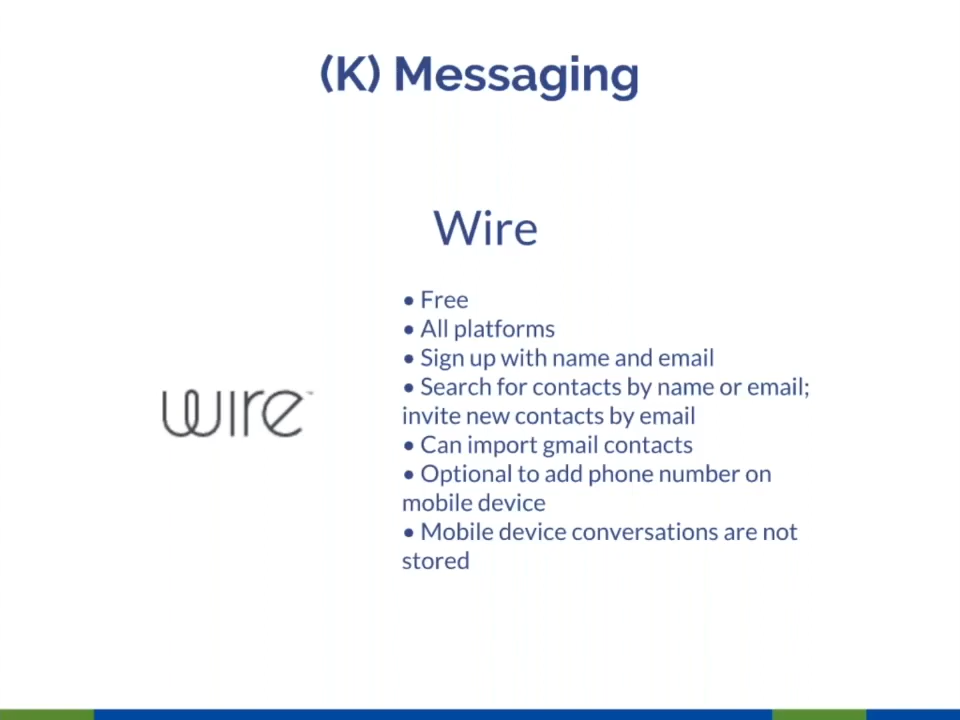 (K) Messaging
Wire
• Free
• All platforms
• Sign up with name and email
• Search for contacts by name or email;
invite new contacts by email
wire™
• Can import gmail contacts
• Optional to add phone number on
mobile device
• Mobile device conversations are not
stored